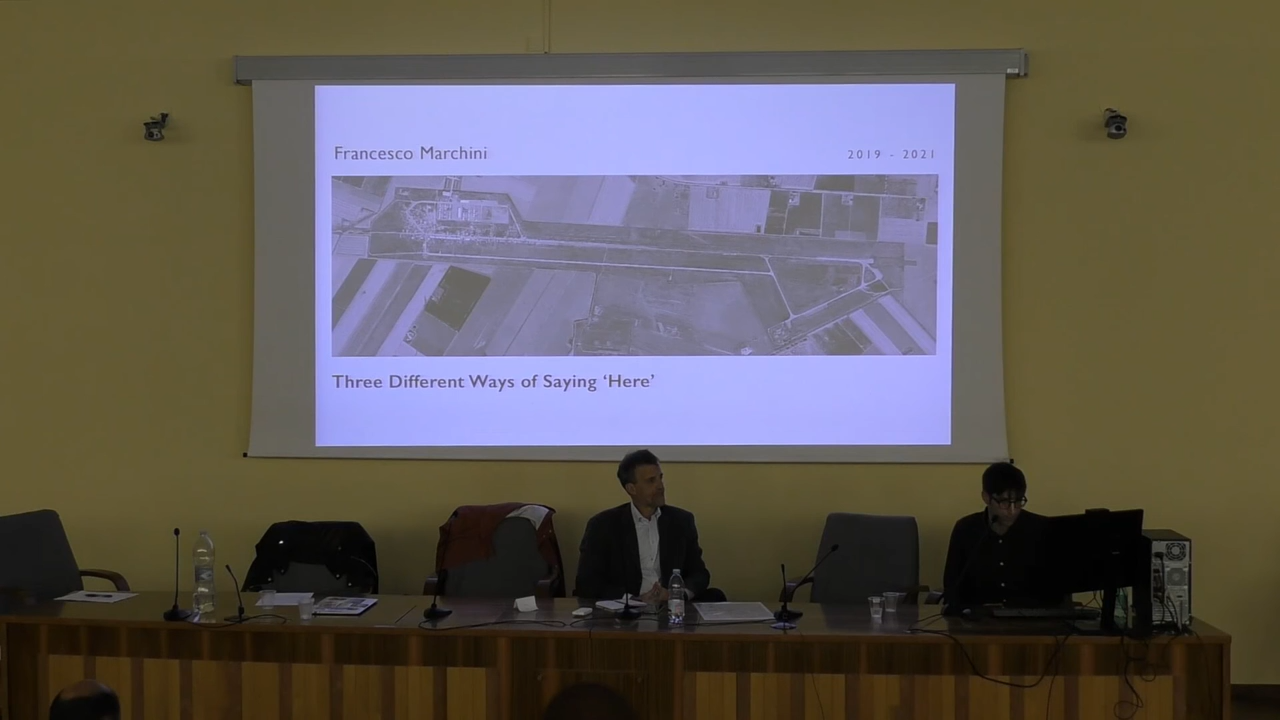 Francesco Marchini
2019 - 2021
Three Different Ways of Saying ‘Here’